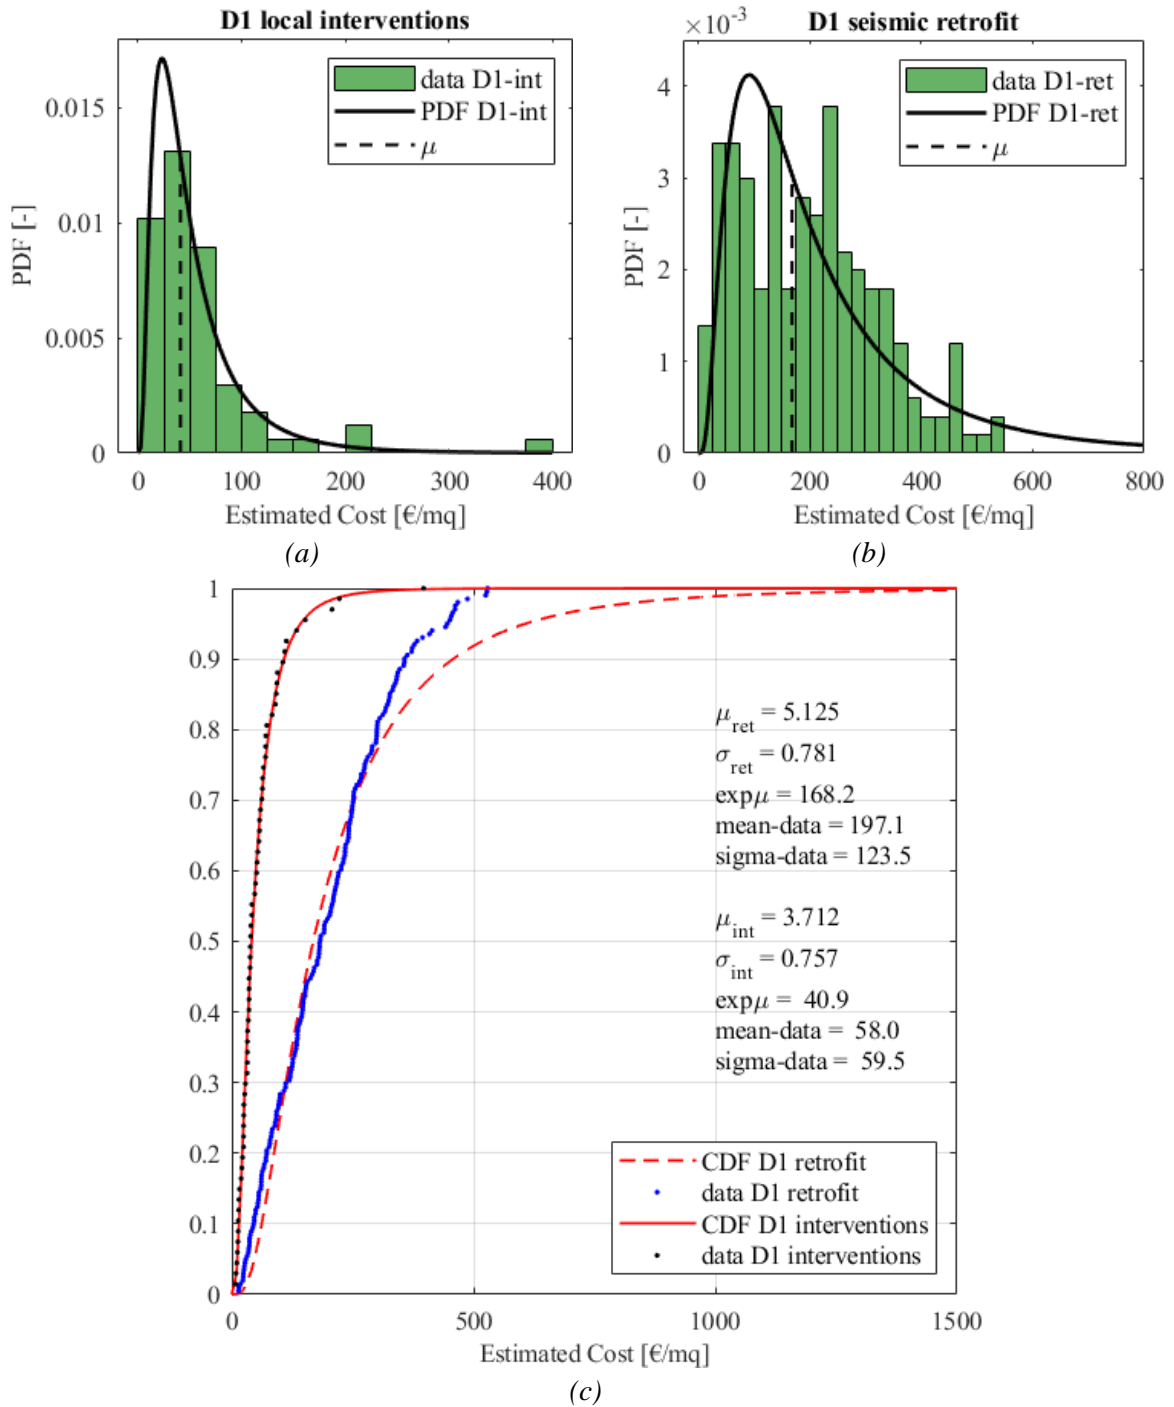 D1 local interventions
data D1-int
PDF D1-int
μ
0.015
0.01
0.005
0
PDF [-]
0 100 200 300 400
Estimated Cost [€/mq]
(a)
×10⁻³
D1 seismic retrofit
data D1-ret
PDF D1-ret
μ
4
3
2
1
0
PDF [-]
0 200 400 600 800
Estimated Cost [€/mq]
(b)
1
0.9
0.8
0.7
0.6
0.5
0.4
0.3
0.2
0.1
0
μret = 5.125
σret = 0.781
expμ = 168.2
mean-data = 197.1
sigma-data = 123.5
μint = 3.712
σint = 0.757
expμ = 40.9
mean-data = 58.0
sigma-data = 59.5
CDF D1 retrofit
data D1 retrofit
CDF D1 interventions
data D1 interventions
0 500 1000 1500
Estimated Cost [€/mq]
(c)